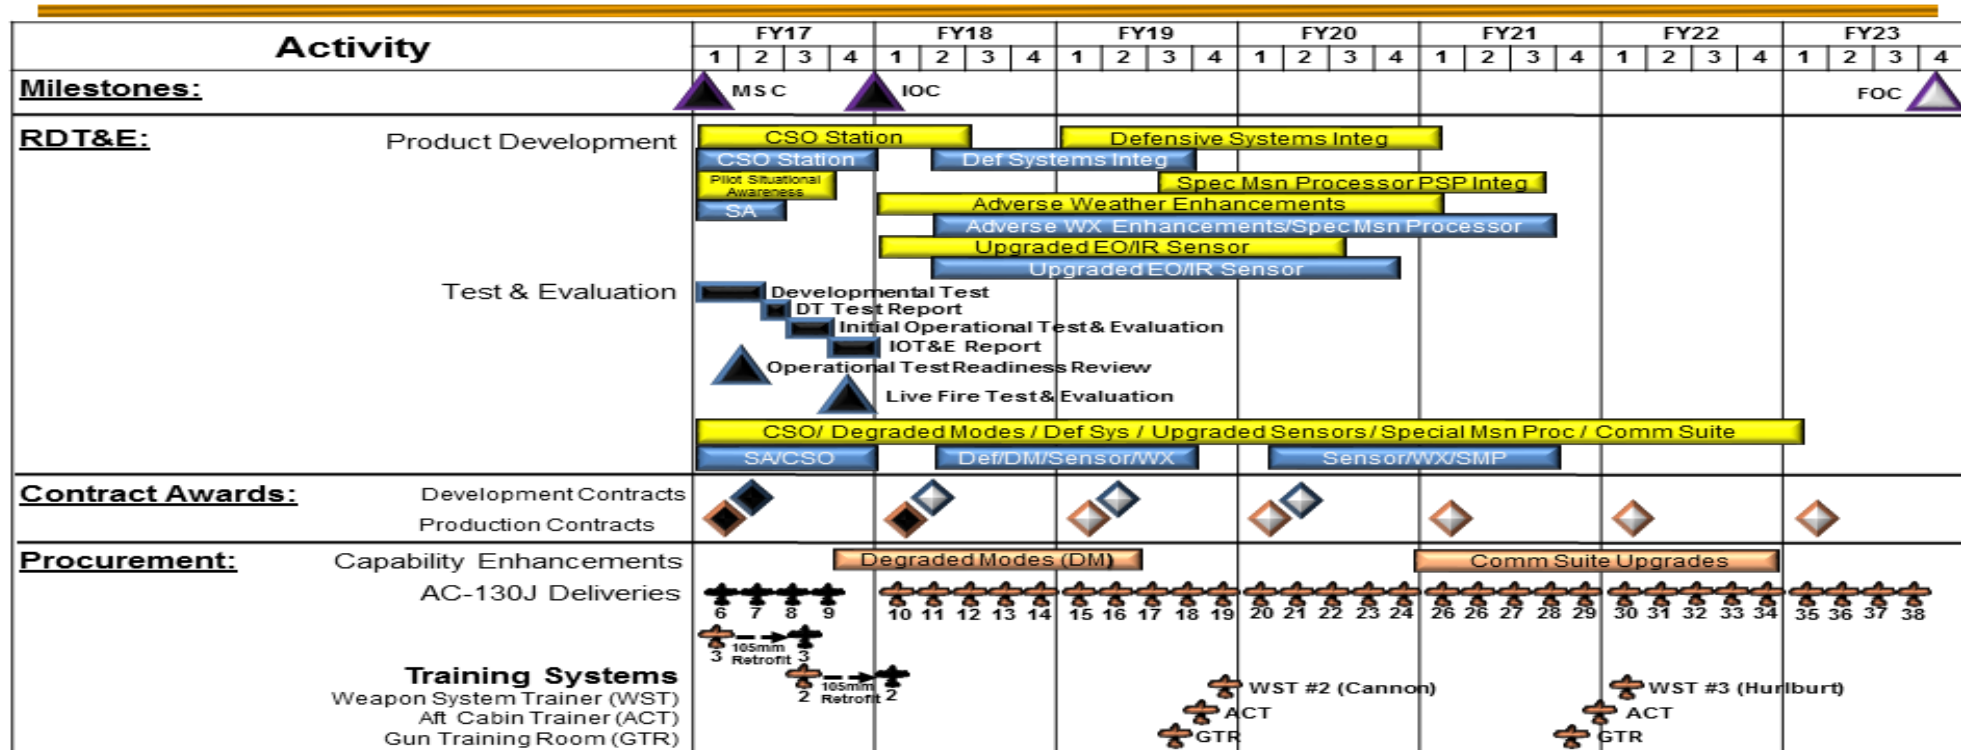 Activity FY17 FY18 FY19 FY20 FY21 FY22 FY23
1 2 3 4 1 2 3 4 1 2 3 4 1 2 3 4 1 2 3 4 1 2 3 4 1 2 3 4
Milestones: MSC IOC FOC
RDT&E: Product Development CSO Station Defensive Systems Integ
CSO Station Def Systems Integ
Pilot Situational Awareness Spec Msn Processor PSP Integ
SA Adverse Weather Enhancements
Adverse WX Enhancements/Spec Msn Processor
Upgraded EO/IR Sensor
Upgraded EO/IR Sensor
Test & Evaluation Developmental Test
DT Test Report
Initial Operational Test & Evaluation
IOT&E Report
Operational Test Readiness Review
Live Fire Test & Evaluation
CSO/ Degraded Modes / Def Sys / Upgraded Sensors / Special Msn Proc / Comm Suite
SA/CSO Def/DM/Sensor/WX Sensor/WX/SMP
Contract Awards: Development Contracts
Production Contracts
Procurement: Capability Enhancements Degraded Modes (DM) Comm Suite Upgrades
AC-130J Deliveries
6 7 8 9 10 11 12 13 14 15 16 17 18 19 20 21 22 23 24 26 26 27 28 29 30 31 32 33 34 35 36 37 38
3 105mm Retrofit 3
Training Systems 2 105mm Retrofit 2
Weapon System Trainer (WST) WST #2 (Cannon) WST #3 (Hurlburt)
Aft Cabin Trainer (ACT) ACT ACT
Gun Training Room (GTR) GTR GTR